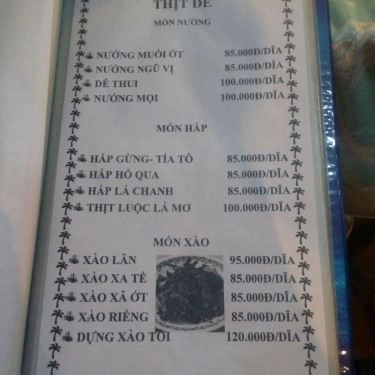 THỊT DÊ
MÓN NƯỚNG
NƯỚNG MUỐI ỚT 85.000Đ/DĨA
NƯỚNG NGŨ VỊ 85.000Đ/DĨA
DÊ THUI 100.000Đ/DĨA
NƯỚNG MỌI 100.000Đ/DĨA
MÓN HẤP
HẤP GỪNG- TÍA TÔ 85.000Đ/DĨA
HẤP HỔ QUA 85.000Đ/DĨA
HẤP LÁ CHANH 85.000Đ/DĨA
THỊT LUỘC LÁ MƠ 100.000Đ/DĨA
MÓN XÀO
XÀO LĂN 95.000Đ/DĨA
XÀO XA TẾ 85.000Đ/DĨA
XÀO XÃ ỚT 85.000Đ/DĨA
XÀO RIỀNG 85.000Đ/DĨA
DỰNG XÀO TỎI 120.000Đ/DĨA